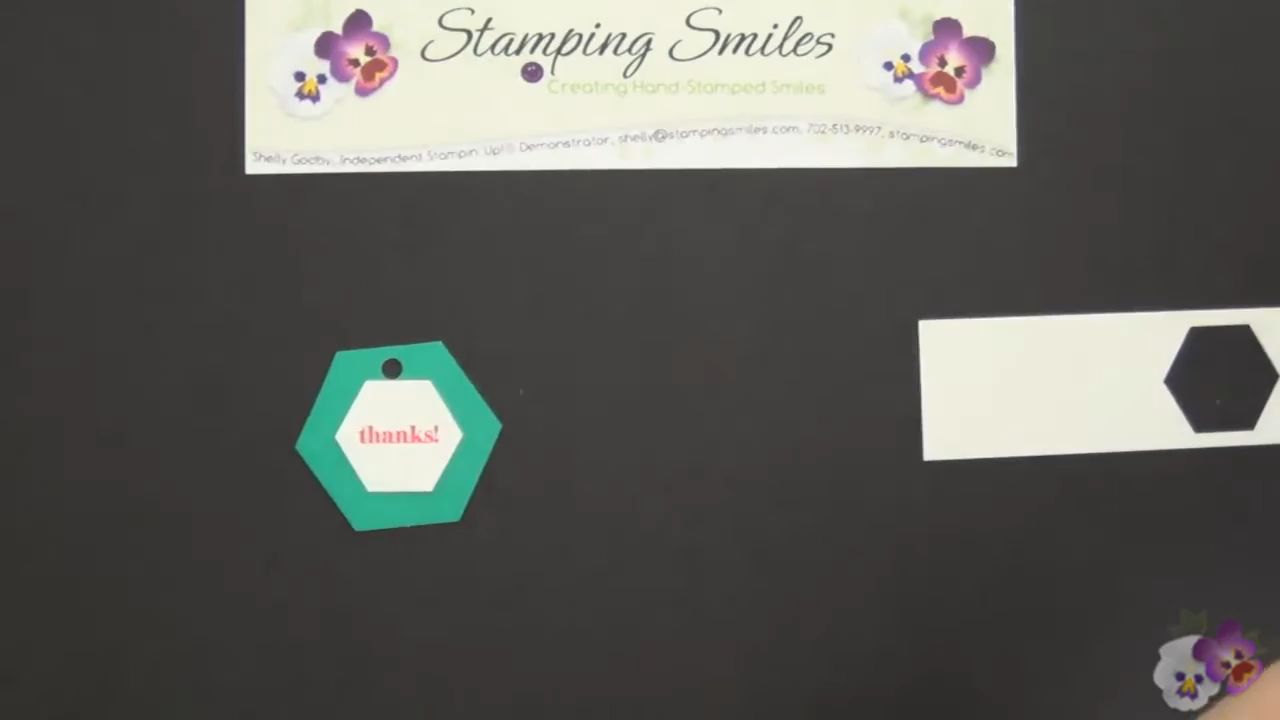 Stamping Smiles
Creating Hand-Stamped Smiles
Shelly Godby, Independent Stampin' Up!® Demonstrator, shelly@stampingsmiles.com, 702-513-9997, stampingsmiles.com
thanks!